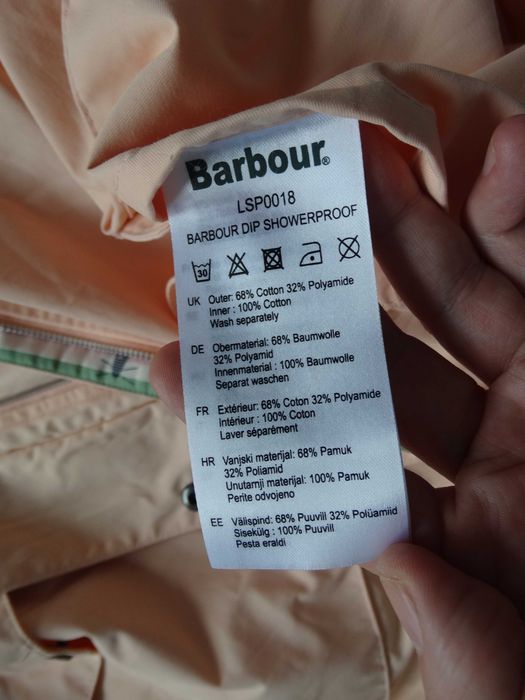 Barbour®
LSP0018
BARBOUR DIP SHOWERPROOF
30
UK Outer: 68% Cotton 32% Polyamide
Inner : 100% Cotton
Wash separately
DE Obermaterial: 68% Baumwolle
32% Polyamid
Innenmaterial : 100% Baumwolle
Separat waschen
FR Extérieur: 68% Coton 32% Polyamide
Intérieur : 100% Coton
Laver séparément
HR Vanjski materijal: 68% Pamuk
32% Poliamid
Unutarnji materijal: 100% Pamuk
Perite odvojeno
EE Välispind: 68% Puuvill 32% Polüamiid
Sisekülg : 100% Puuvill
Pesta eraldi